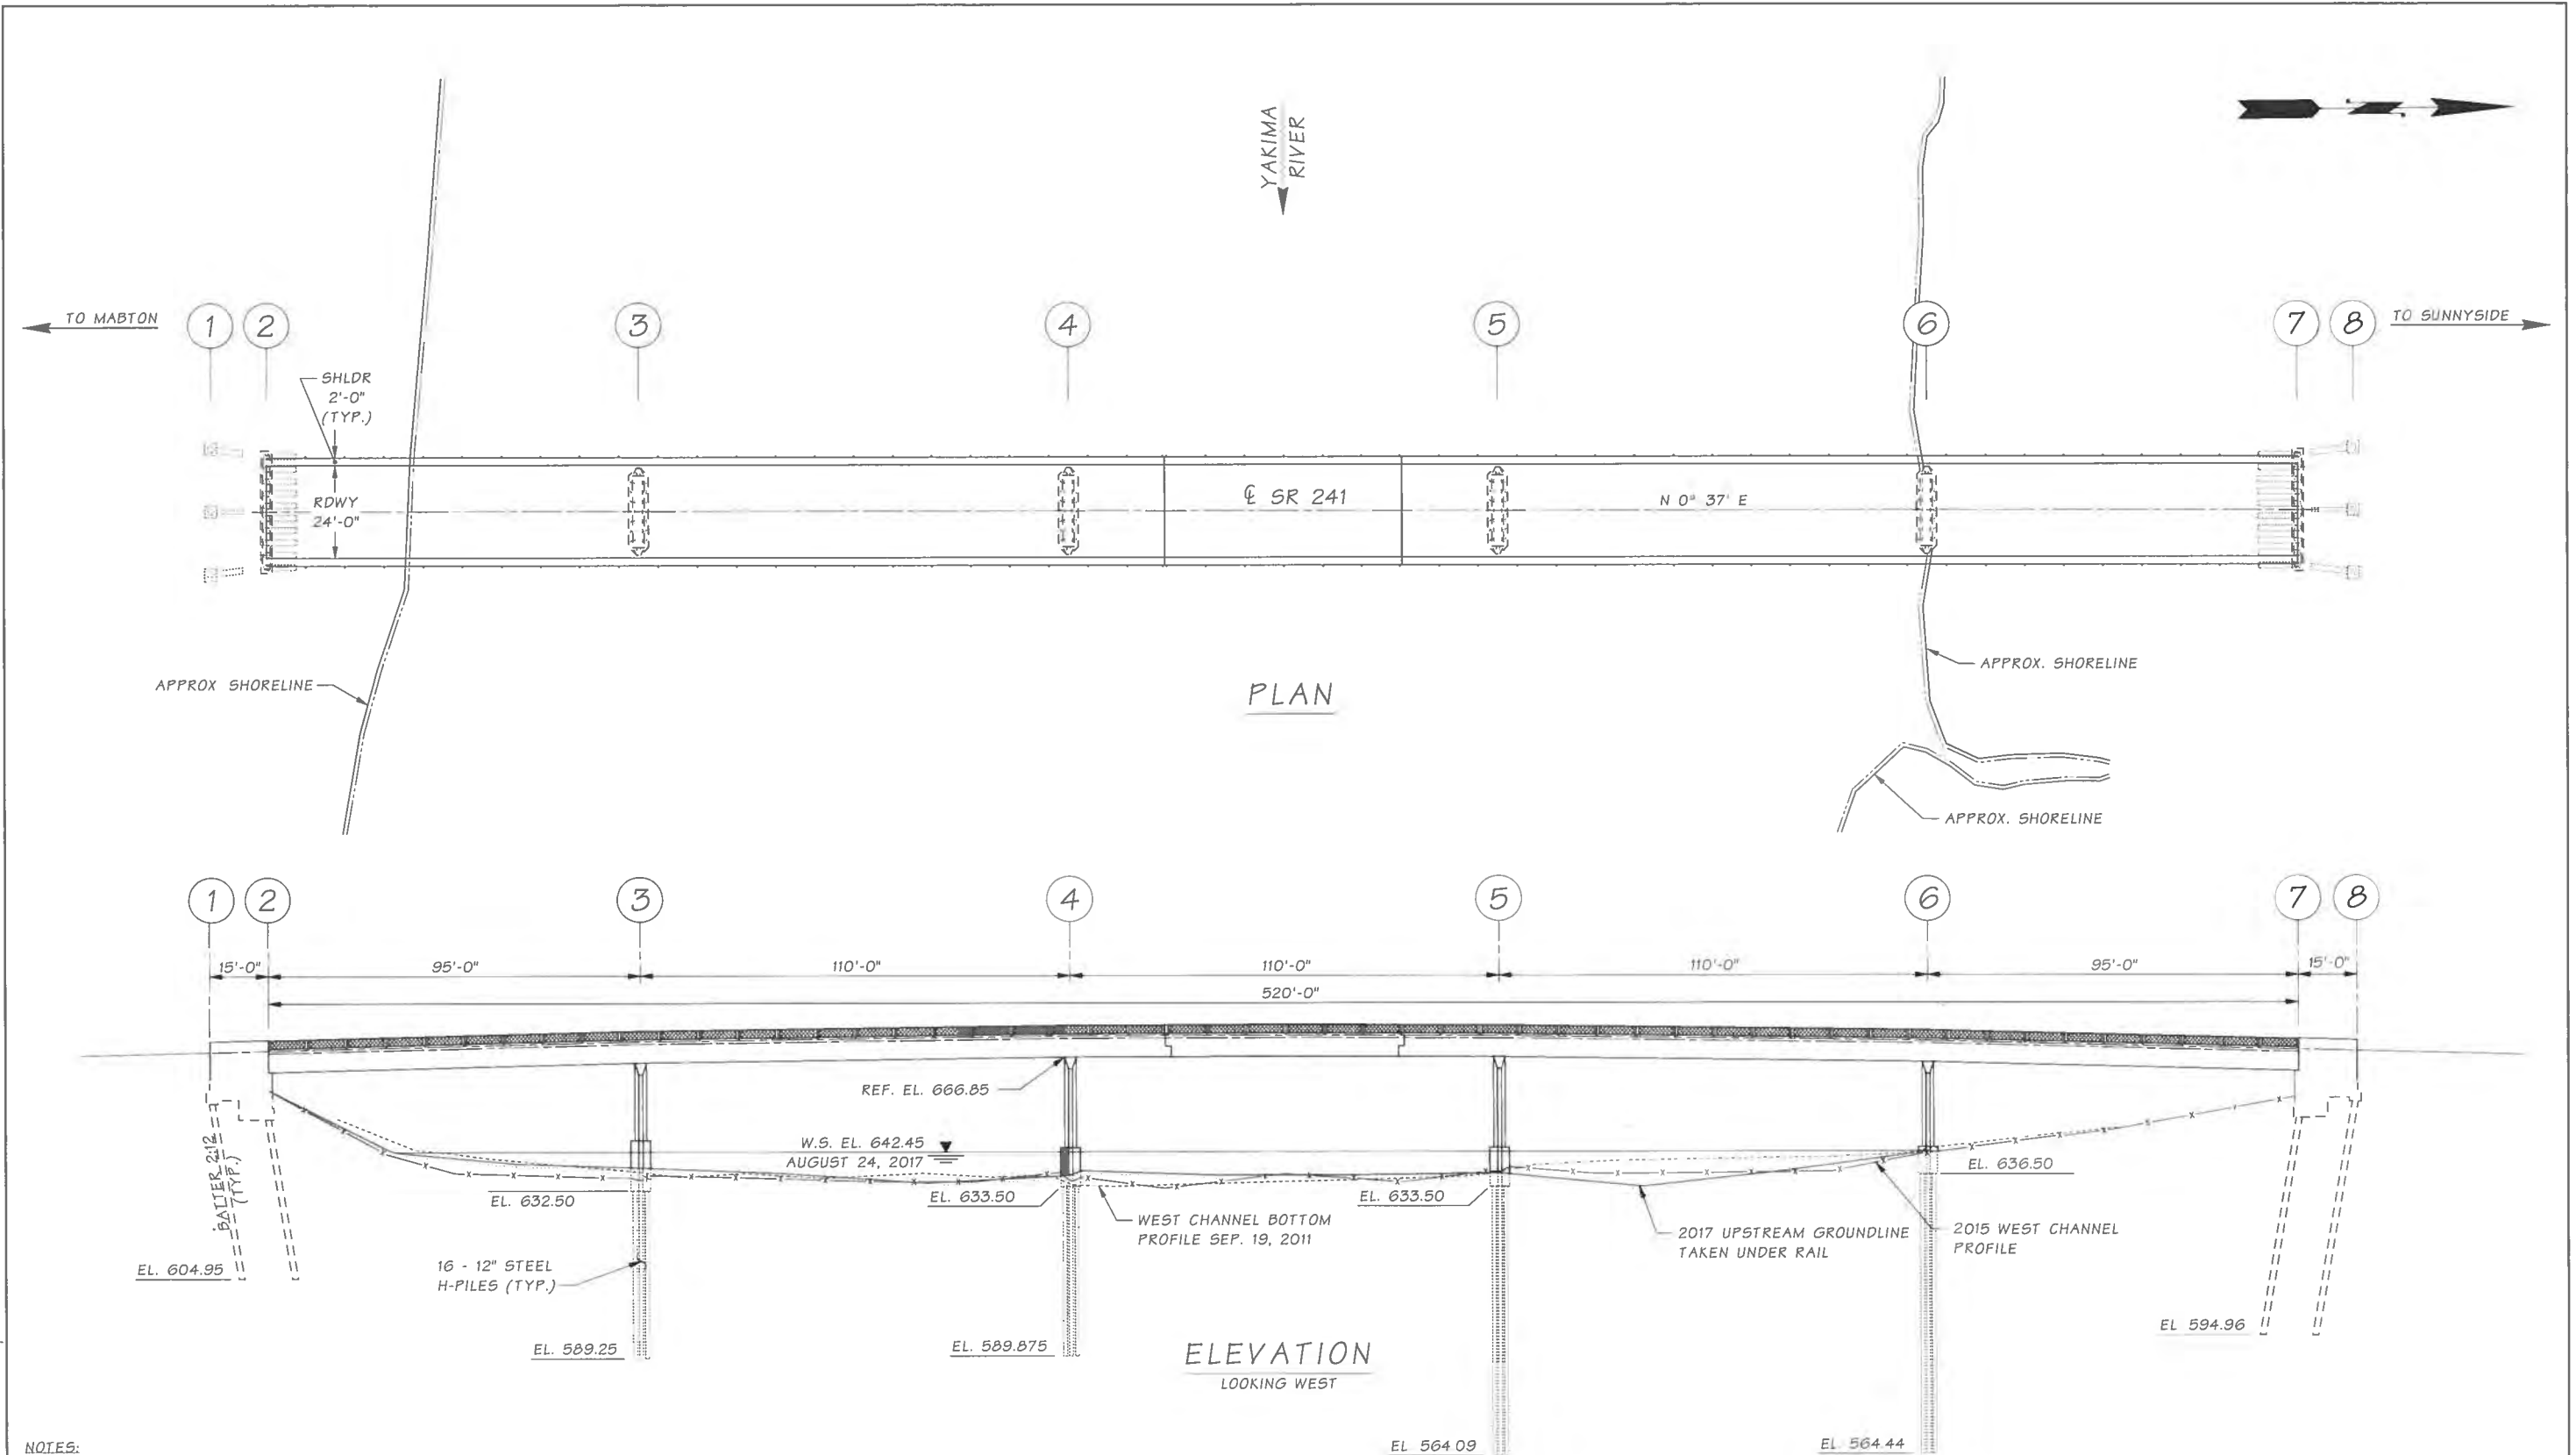 YAKIMA
RIVER
TO MABTON
1
2
3
4
5
6
7
8
TO SUNNYSIDE
SHLDR
2'-0"
(TYP.)
RDWY
24'-0"
℄ SR 241
N 0° 37' E
APPROX SHORELINE
APPROX. SHORELINE
PLAN
APPROX. SHORELINE
1
2
3
4
5
6
7
8
15'-0"
95'-0"
110'-0"
110'-0"
110'-0"
95'-0"
15'-0"
520'-0"
REF. EL. 666.85
W.S. EL. 642.45
AUGUST 24, 2017
BATTER 2:12
(TYP.)
EL. 632.50
EL. 633.50
EL. 633.50
EL. 636.50
WEST CHANNEL BOTTOM
PROFILE SEP. 19, 2011
2017 UPSTREAM GROUNDLINE
TAKEN UNDER RAIL
2015 WEST CHANNEL
PROFILE
EL. 604.95
16 - 12" STEEL
H-PILES (TYP.)
EL. 589.25
EL. 589.875
EL 594.96
ELEVATION
LOOKING WEST
EL 564 09
EL 564.44
NOTES: